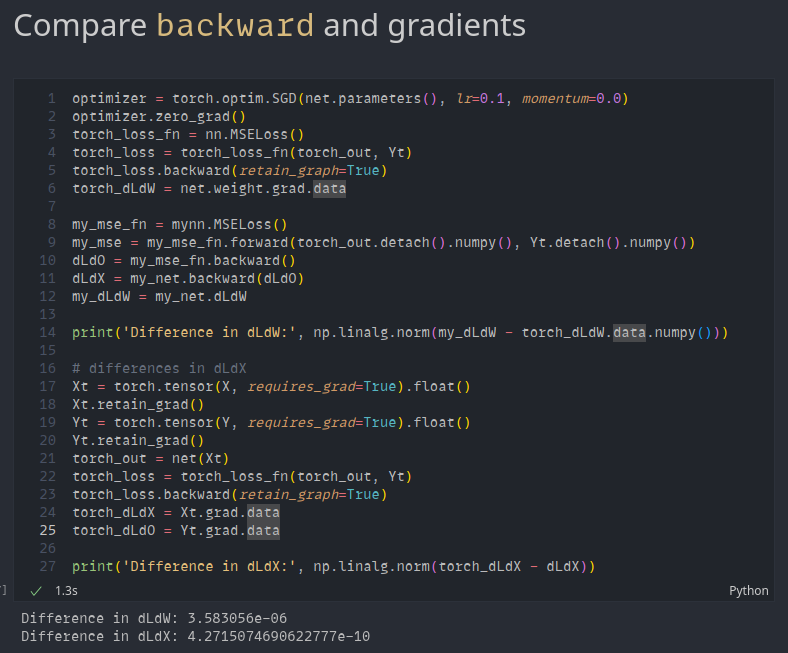 Compare backward and gradients
1 optimizer = torch.optim.SGD(net.parameters(), lr=0.1, momentum=0.0)
2 optimizer.zero_grad()
3 torch_loss_fn = nn.MSELoss()
4 torch_loss = torch_loss_fn(torch_out, Yt)
5 torch_loss.backward(retain_graph=True)
6 torch_dLdW = net.weight.grad.data
7
8 my_mse_fn = mynn.MSELoss()
9 my_mse = my_mse_fn.forward(torch_out.detach().numpy(), Yt.detach().numpy())
10 dLdO = my_mse_fn.backward()
11 dLdX = my_net.backward(dLdO)
12 my_dLdW = my_net.dLdW
13
14 print('Difference in dLdW:', np.linalg.norm(my_dLdW - torch_dLdW.data.numpy()))
15
16 # differences in dLdX
17 Xt = torch.tensor(X, requires_grad=True).float()
18 Xt.retain_grad()
19 Yt = torch.tensor(Y, requires_grad=True).float()
20 Yt.retain_grad()
21 torch_out = net(Xt)
22 torch_loss = torch_loss_fn(torch_out, Yt)
23 torch_loss.backward(retain_graph=True)
24 torch_dLdX = Xt.grad.data
25 torch_dLdO = Yt.grad.data
26
27 print('Difference in dLdX:', np.linalg.norm(torch_dLdX - dLdX))
] ✓ 1.3s Python
Difference in dLdW: 3.583056e-06
Difference in dLdX: 4.2715074690622777e-10